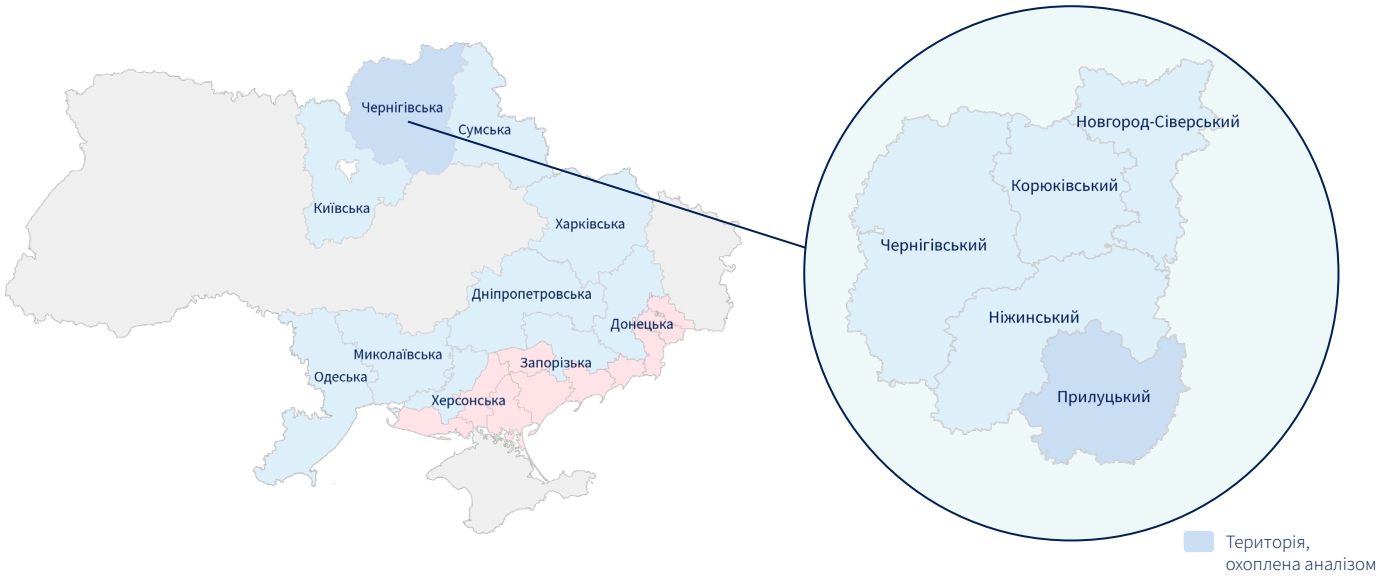 Чернігівська
Сумська
Київська
Харківська
Дніпропетровська
Донецька
Миколаївська
Запорізька
Одеська
Херсонська
Новгород-Сіверський
Корюківський
Чернігівський
Ніжинський
Прилуцький
Територія,
охоплена аналізом